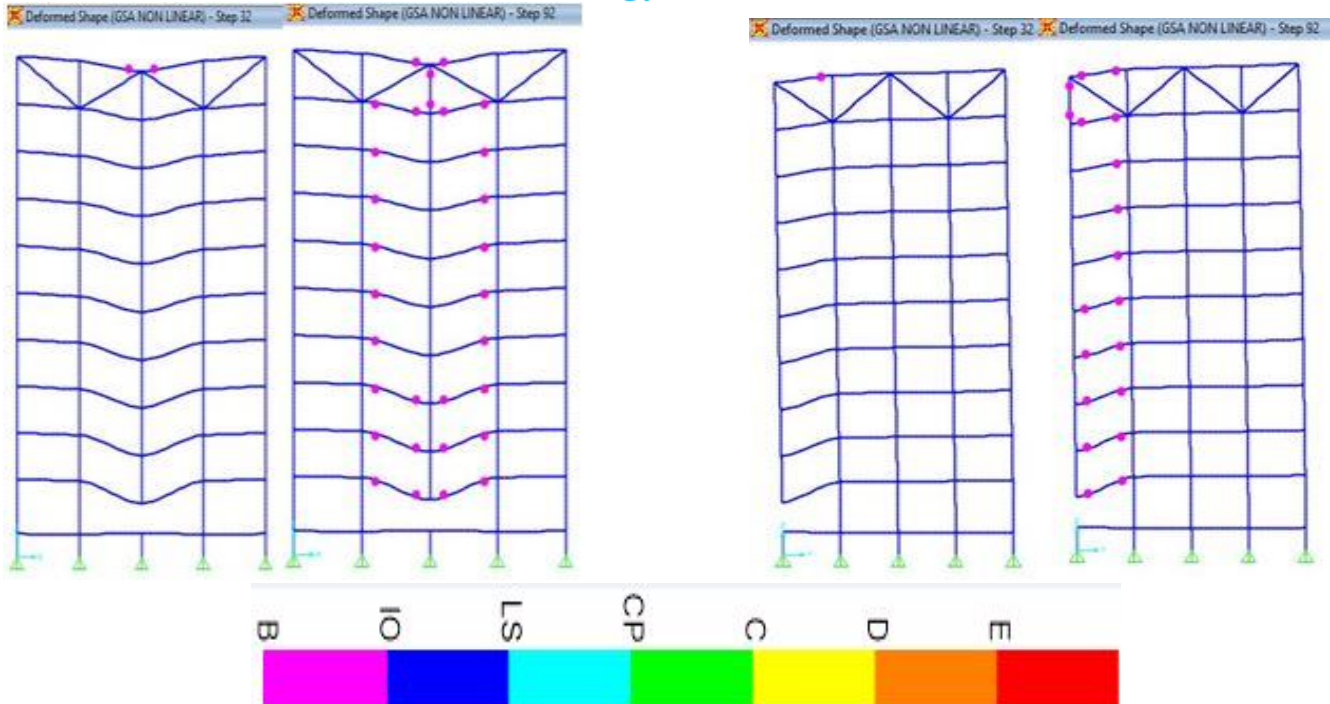 Deformed Shape (GSA NON LINEAR) - Step 32
Deformed Shape (GSA NON LINEAR) - Step 92
Deformed Shape (GSA NON LINEAR) - Step 32
Deformed Shape (GSA NON LINEAR) - Step 92
B IO LS CP C D E